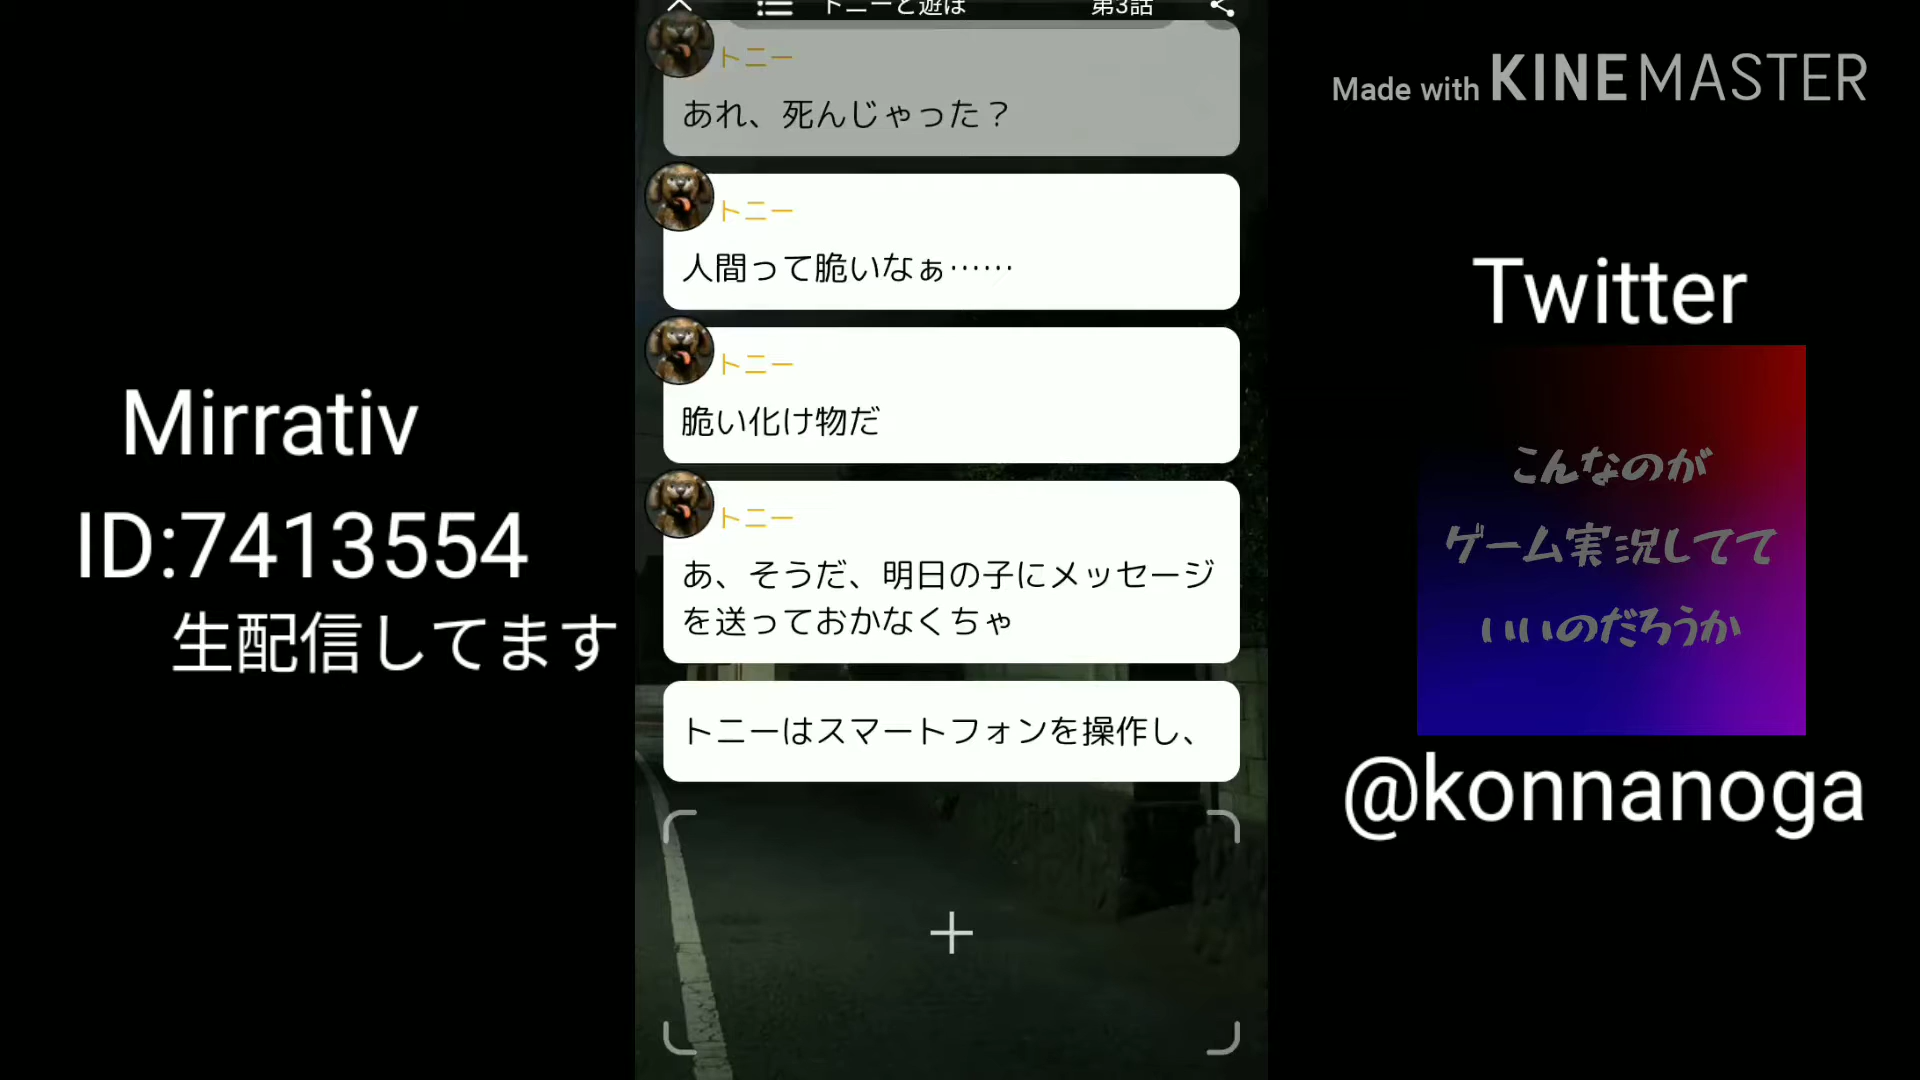 トニーと遊ぼ 第3話
トニー
あれ、死んじゃった？
トニー
人間って脆いなぁ……
トニー
脆い化け物だ
トニー
あ、そうだ、明日の子にメッセージ
を送っておかなくちゃ
トニーはスマートフォンを操作し、
Mirrativ
ID:7413554
生配信してます
Made with KINEMASTER
Twitter
こんなのが
ゲーム実況してて
いいのだろうか
@konnanoga